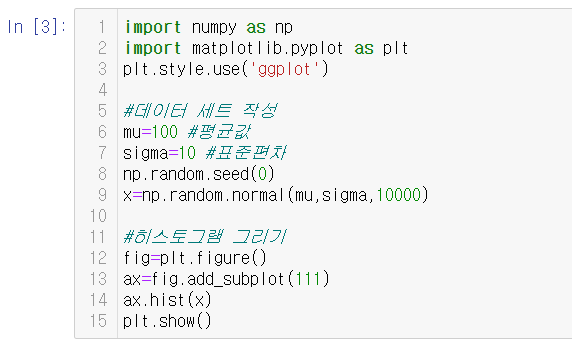 In [3]:
1 import numpy as np
2 import matplotlib.pyplot as plt
3 plt.style.use('ggplot')
4
5 #데이터 세트 작성
6 mu=100 #평균값
7 sigma=10 #표준편차
8 np.random.seed(0)
9 x=np.random.normal(mu,sigma,10000)
10
11 #히스토그램 그리기
12 fig=plt.figure()
13 ax=fig.add_subplot(111)
14 ax.hist(x)
15 plt.show()